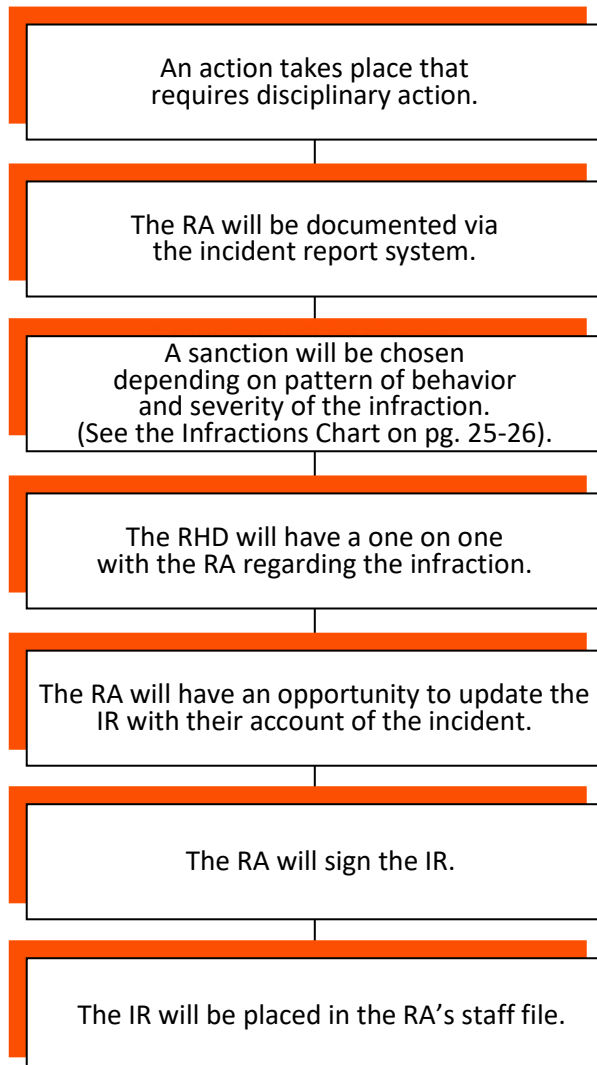 An action takes place that
requires disciplinary action.
The RA will be documented via
the incident report system.
A sanction will be chosen
depending on pattern of behavior
and severity of the infraction.
(See the Infractions Chart on pg. 25-26).
The RHD will have a one on one
with the RA regarding the infraction.
The RA will have an opportunity to update the
IR with their account of the incident.
The RA will sign the IR.
The IR will be placed in the RA’s staff file.